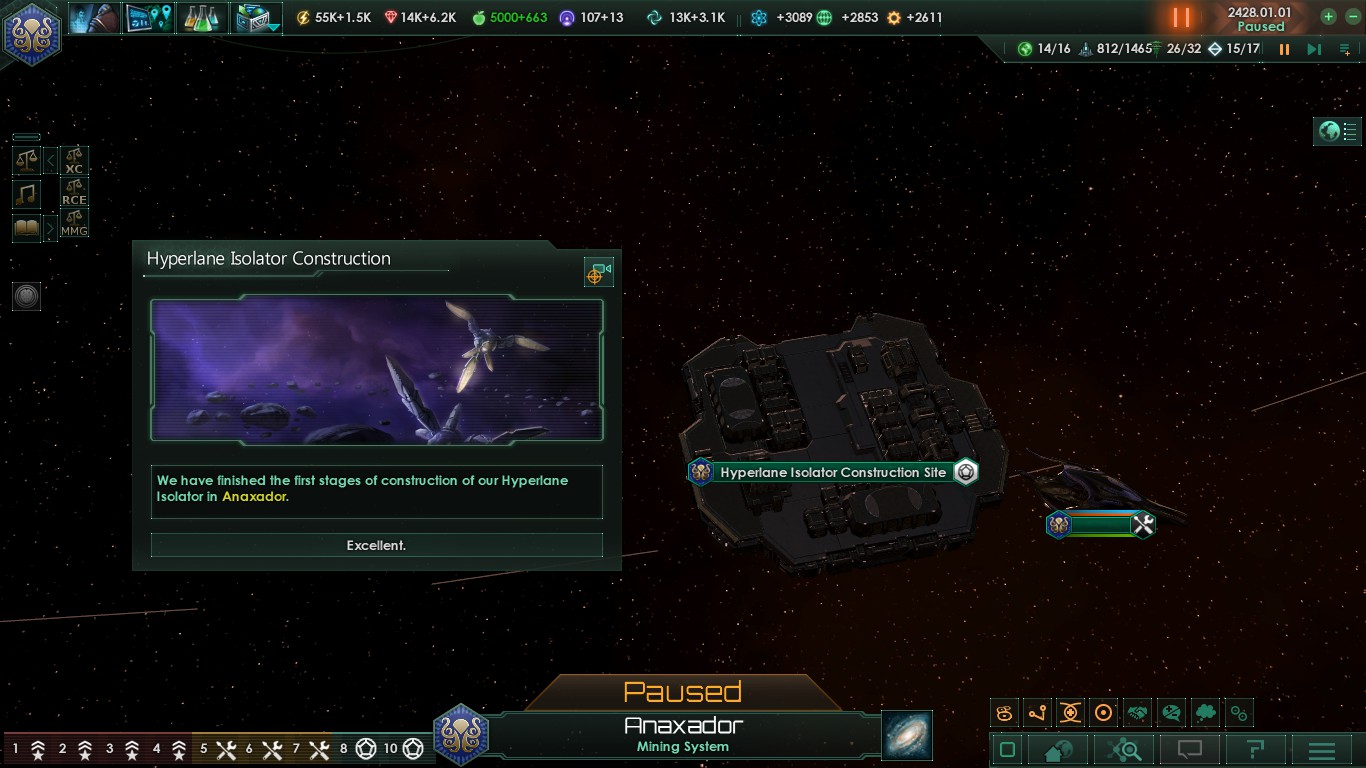 55K+1.5K 14K+6.2K 5000+663 107+13 13K+3.1K +3089 +2853 +2611
2428.01.01
Paused
14/16 812/1465 26/32 15/17
XC
RCE
MMG
Hyperlane Isolator Construction
We have finished the first stages of construction of our Hyperlane
Isolator in Anaxador.
Excellent.
Hyperlane Isolator Construction Site
Paused
Anaxador
Mining System
1 2 3 4 5 6 7 8 10